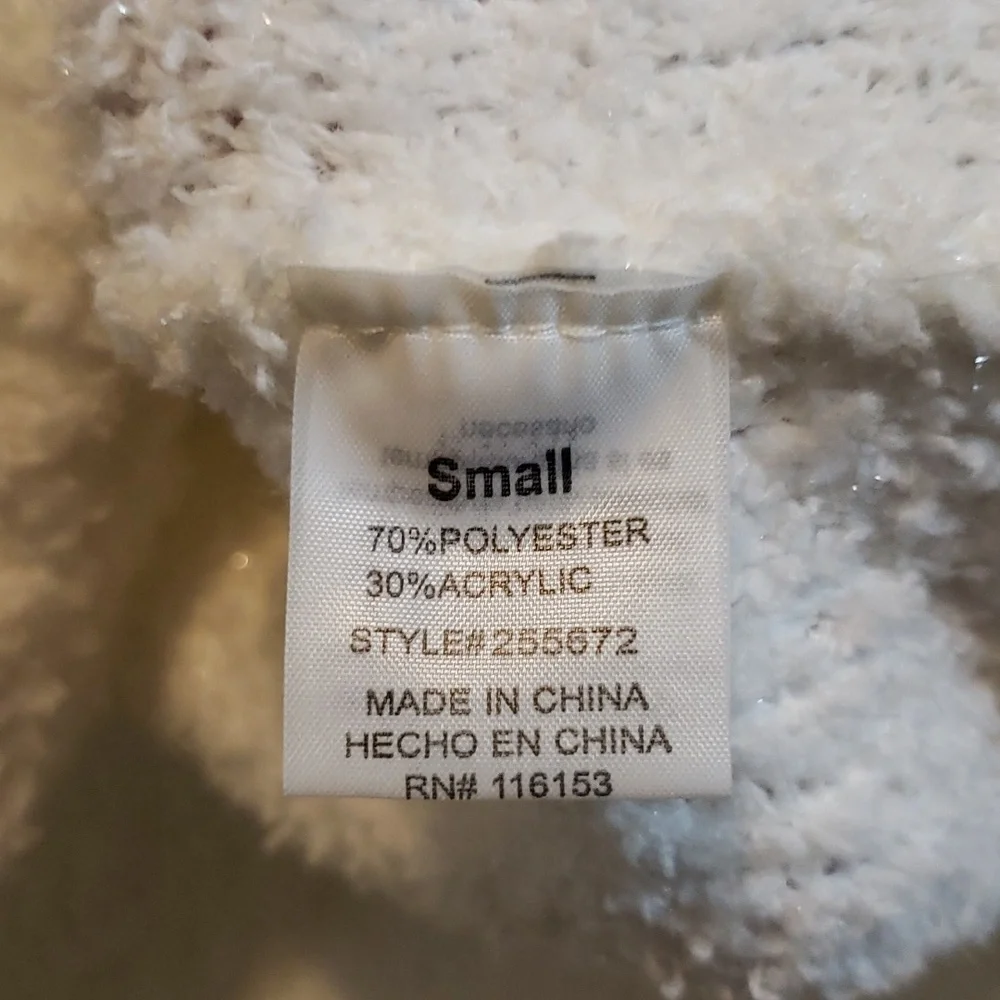 Small
70%POLYESTER
30%ACRYLIC
STYLE#255672
MADE IN CHINA
HECHO EN CHINA
RN# 116153